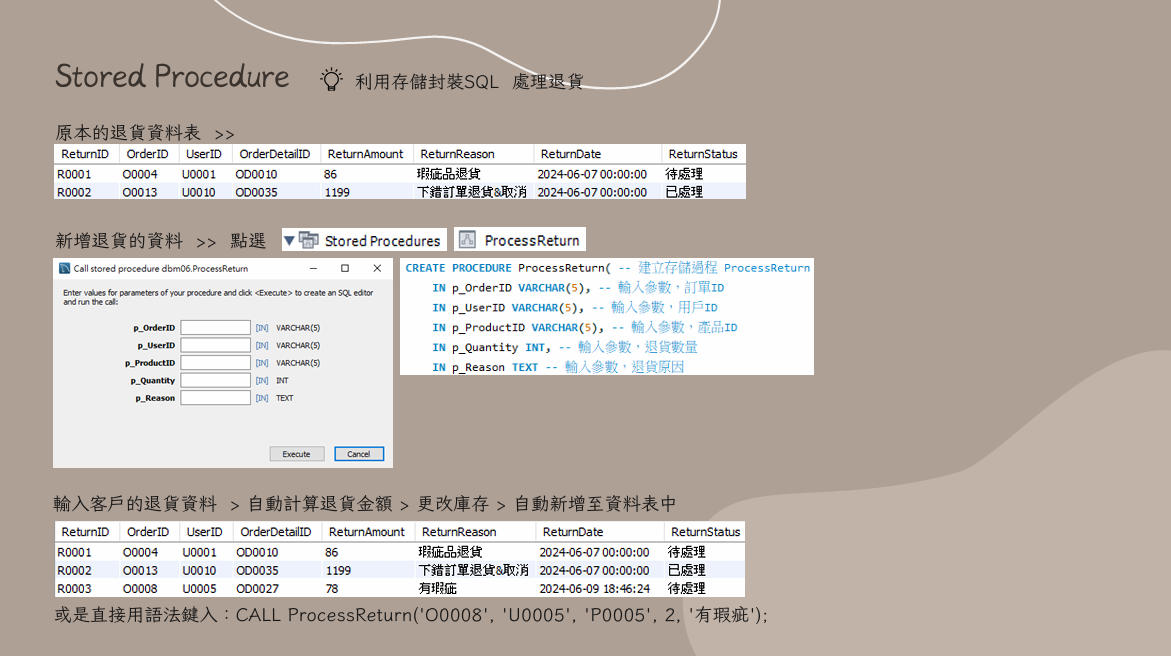 Stored Procedure 利用存儲封裝SQL 處理退貨
原本的退貨資料表 >>
ReturnID OrderID UserID OrderDetailID ReturnAmount ReturnReason ReturnDate ReturnStatus
R0001 O0004 U0001 OD0010 86 瑕疵品退貨 2024-06-07 00:00:00 待處理
R0002 O0013 U0010 OD0035 1199 下錯訂單退貨&取消 2024-06-07 00:00:00 已處理
新增退貨的資料 >> 點選 Stored Procedures ProcessReturn
Call stored procedure dbm06.ProcessReturn
Enter values for parameters of your procedure and click <Execute> to create an SQL editor
and run the call:
p_OrderID [IN] VARCHAR(5)
p_UserID [IN] VARCHAR(5)
p_ProductID [IN] VARCHAR(5)
p_Quantity [IN] INT
p_Reason [IN] TEXT
Execute Cancel
CREATE PROCEDURE ProcessReturn( -- 建立存儲過程 ProcessReturn
IN p_OrderID VARCHAR(5), -- 輸入參數，訂單ID
IN p_UserID VARCHAR(5), -- 輸入參數，用戶ID
IN p_ProductID VARCHAR(5), -- 輸入參數，產品ID
IN p_Quantity INT, -- 輸入參數，退貨數量
IN p_Reason TEXT -- 輸入參數，退貨原因
輸入客戶的退貨資料 > 自動計算退貨金額 > 更改庫存 > 自動新增至資料表中
ReturnID OrderID UserID OrderDetailID ReturnAmount ReturnReason ReturnDate ReturnStatus
R0001 O0004 U0001 OD0010 86 瑕疵品退貨 2024-06-07 00:00:00 待處理
R0002 O0013 U0010 OD0035 1199 下錯訂單退貨&取消 2024-06-07 00:00:00 已處理
R0003 O0008 U0005 OD0027 78 有瑕疵 2024-06-09 18:46:24 待處理
或是直接用語法鍵入：CALL ProcessReturn('O0008', 'U0005', 'P0005', 2, '有瑕疵');